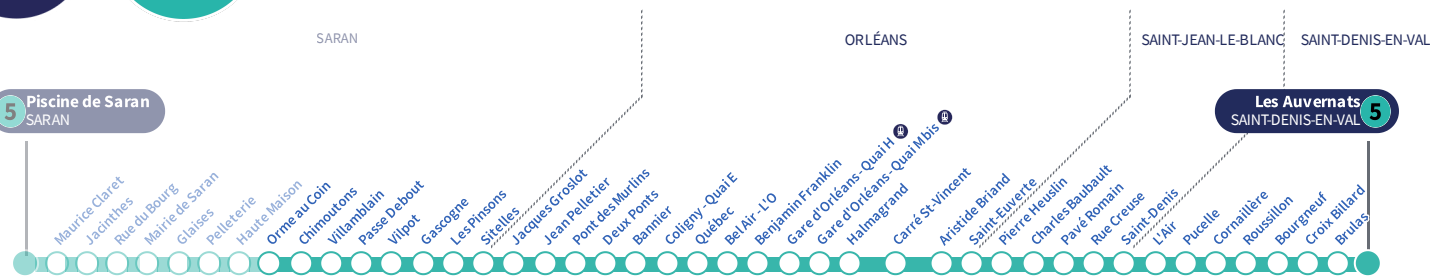 SARAN
ORLÉANS
SAINT-JEAN-LE-BLANC
SAINT-DENIS-EN-VAL
5
Piscine de Saran
SARAN
Les Auvernats
SAINT-DENIS-EN-VAL
5
Maurice Claret
Jacinthes
Rue du Bourg
Mairie de Saran
Glaises
Pelleterie
Haute Maison
Orme au Coin
Chimoutons
Villamblain
Passe Debout
Vilpot
Gascogne
Les Pinsons
Sitelles
Jacques Groslot
Jean Pelletier
Pont des Murlins
Deux Ponts
Bannier
Coligny - Quai E
Québec
Bel Air - L'O
Benjamin Franklin
Gare d'Orléans - Quai H
Gare d'Orléans - Quai M bis
Halmagrand
Carré St-Vincent
Aristide Briand
Saint-Euverte
Pierre Heuslin
Charles Baubault
Pavé Romain
Rue Creuse
Saint-Denis
L'Air
Pucelle
Cornaillère
Roussillon
Bourgneuf
Croix Billard
Brulas